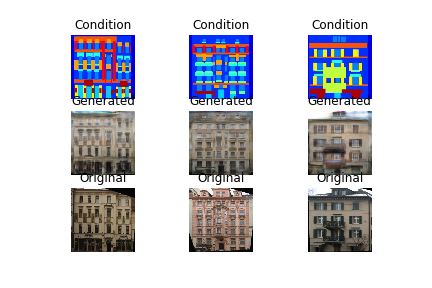 Condition Condition Condition
Generated Generated Generated
Original Original Original